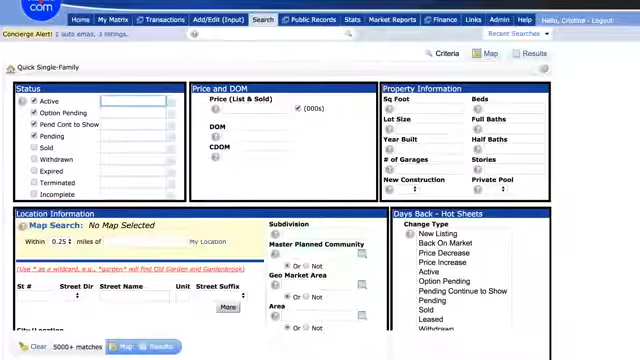 com
Home My Matrix Transactions Add/Edit (Input) Search Public Records Stats Market Reports Finance Links Admin Help Hello, Cristina - Logout
Concierge Alert! 1 auto email, 3 listings. Recent Searches
Criteria Map Results
Quick Single-Family
Status
Active
Option Pending
Pend Cont to Show
Pending
Sold
Withdrawn
Expired
Terminated
Incomplete
Price and DOM
Price (List & Sold)
(000s)
DOM
CDOM
Property Information
Sq Foot Beds
Lot Size Full Baths
Year Built Half Baths
# of Garages Stories
New Construction Private Pool
Location Information
Map Search: No Map Selected
Within 0.25 miles of My Location
(Use * as a wildcard, e.g., *garden* will find Old Garden and Gardenbrook)
St # Street Dir Street Name Unit Street Suffix
More
City/Location
Subdivision
Master Planned Community
Or Not
Geo Market Area
Or Not
Area
Or Not
Days Back - Hot Sheets
Change Type
New Listing
Back On Market
Price Decrease
Price Increase
Active
Option Pending
Pending Continue to Show
Pending
Sold
Leased
Withdrawn
Clear 5000+ matches Map Results